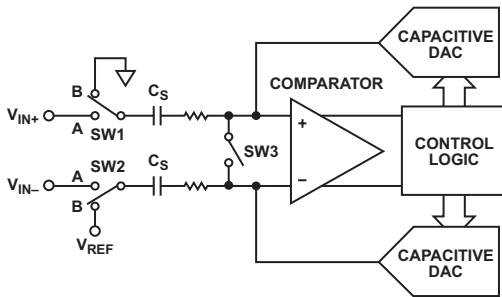 CAPACITIVE
DAC
B
CS
COMPARATOR
VIN+
A
SW1
+
SW3
CONTROL
LOGIC
SW2
CS
VIN–
A
B
–
VREF
CAPACITIVE
DAC